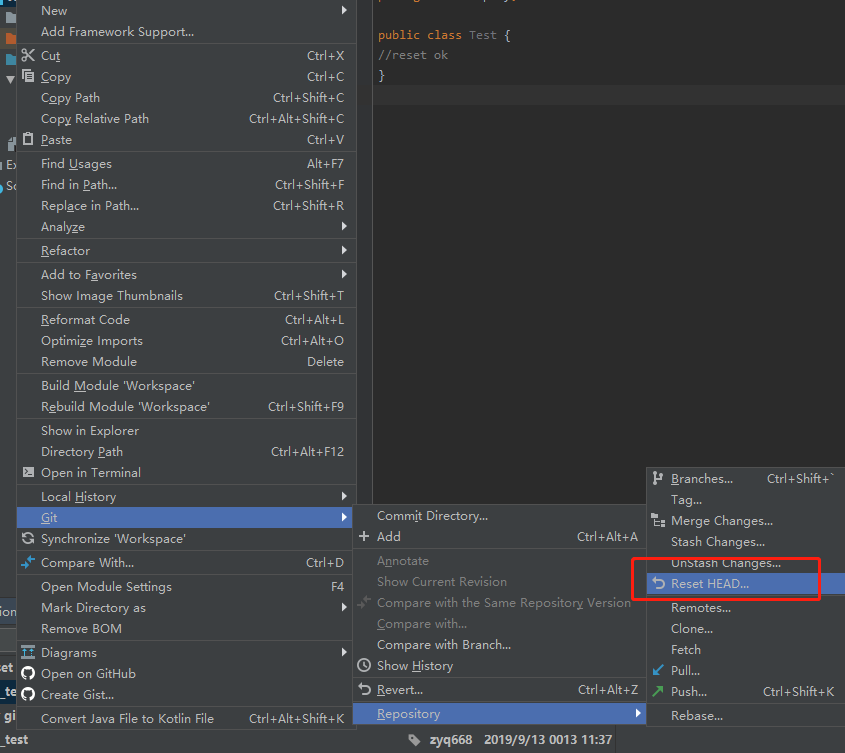 New
Add Framework Support...
Cut Ctrl+X
Copy Ctrl+C
Copy Path Ctrl+Shift+C
Copy Relative Path Ctrl+Alt+Shift+C
Paste Ctrl+V
Find Usages Alt+F7
Find in Path... Ctrl+Shift+F
Replace in Path... Ctrl+Shift+R
Analyze
Refactor
Add to Favorites
Show Image Thumbnails Ctrl+Shift+T
Reformat Code Ctrl+Alt+L
Optimize Imports Ctrl+Alt+O
Remove Module Delete
Build Module 'Workspace'
Rebuild Module 'Workspace' Ctrl+Shift+F9
Show in Explorer
Directory Path Ctrl+Alt+F12
Open in Terminal
Local History
Git
Synchronize 'Workspace'
Compare With... Ctrl+D
Open Module Settings F4
Mark Directory as
Remove BOM
Diagrams
Open on GitHub
Create Gist...
Convert Java File to Kotlin File Ctrl+Alt+Shift+K
public class Test {
//reset ok
}
Commit Directory...
Add Ctrl+Alt+A
Annotate
Show Current Revision
Compare with the Same Repository Version
Compare with...
Compare with Branch...
Show History
Revert... Ctrl+Alt+Z
Repository
Branches... Ctrl+Shift+`
Tag...
Merge Changes...
Stash Changes...
UnStash Changes...
Reset HEAD...
Remotes...
Clone...
Fetch
Pull...
Push... Ctrl+Shift+K
Rebase...
_test
zyq668 2019/9/13 0013 11:37